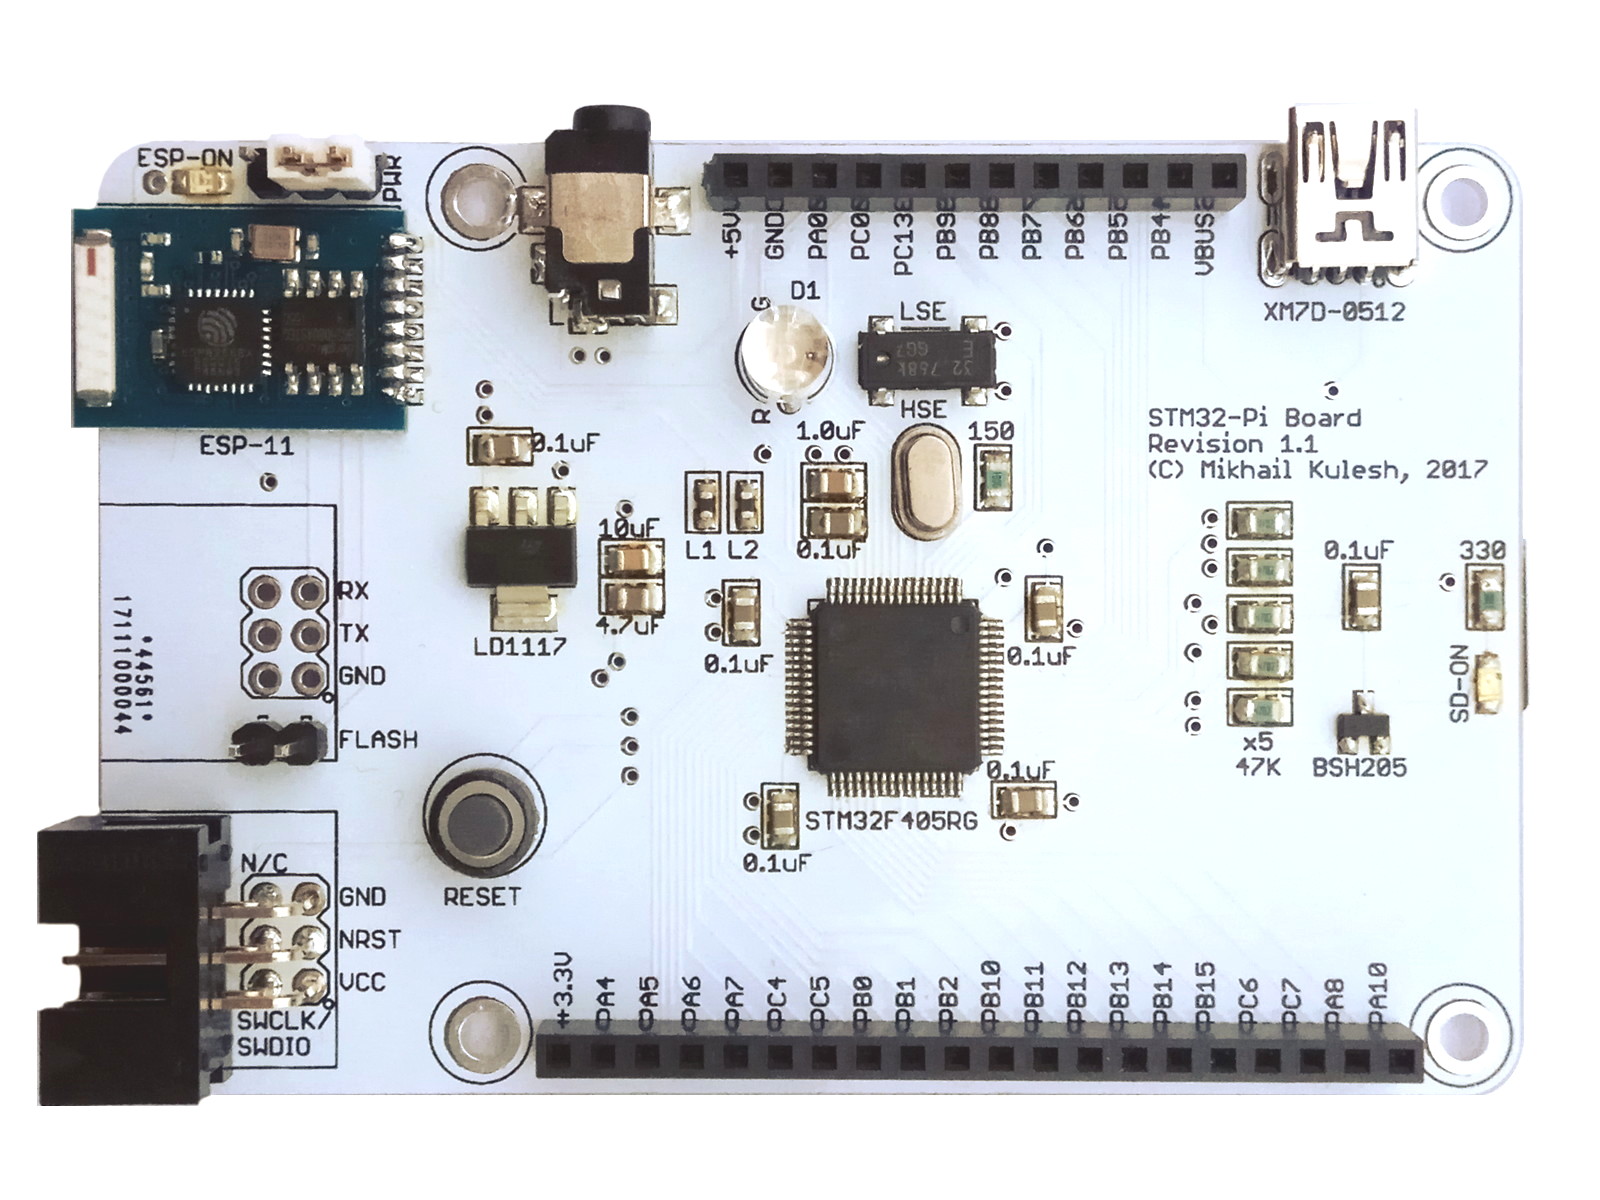 ESP-ON
PWR
+5V
GND
PA0
PC0
PC13
PB9
PB8
PB7
PB6
PB5
PB4
VBUS
XM7D-0512
D1
G
R
LSE
32 768k
HSE
ESP-11
0.1uF
1.0uF
150
STM32-Pi Board
Revision 1.1
(C) Mikhail Kulesh, 2017
L1 L2
0.1uF
10uF
4.7uF
LD1117
0.1uF
0.1uF
0.1uF
330
RX
TX
GND
FLASH
*444561*
1711000044
SD-ON
x5
47K
BSH205
0.1uF
STM32F405RG
0.1uF
RESET
N/C
GND
NRST
VCC
SWCLK/
SWDIO
+3.3V
PA4
PA5
PA6
PA7
PC4
PC5
PB0
PB1
PB2
PB10
PB11
PB12
PB13
PB14
PB15
PC6
PC7
PA8
PA10